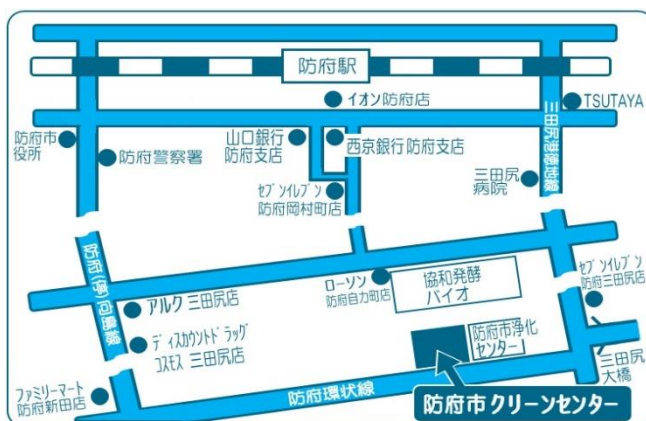 防府駅
イオン防府店
TSUTAYA
防府市
役所
防府警察署
山口銀行
防府支店
西京銀行防府支店
三田尻港徳地線
セブンイレブン
防府岡村町店
三田尻
病院
防府(停)向島線
アルク 三田尻店
ローソン
防府自力町店
協和発酵
バイオ
セブンイレブン
防府三田尻店
ディスカウントドラッグ
コスモス 三田尻店
防府市浄化
センター
三田尻
大橋
ファミリーマート
防府新田店
防府環状線
防府市クリーンセンター